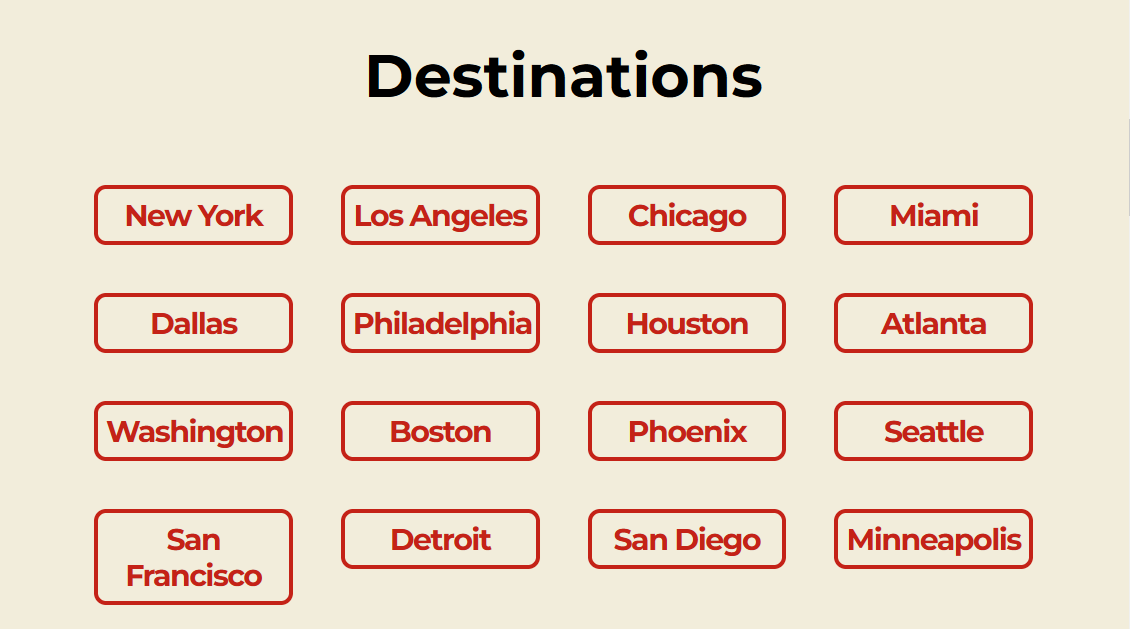 Destinations
New York
Los Angeles
Chicago
Miami
Dallas
Philadelphia
Houston
Atlanta
Washington
Boston
Phoenix
Seattle
San
Francisco
Detroit
San Diego
Minneapolis